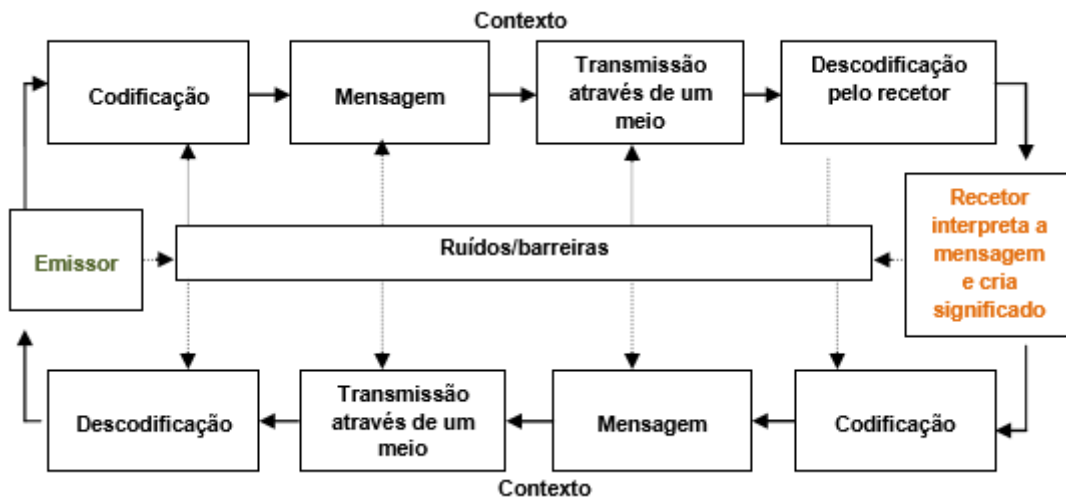 Contexto
Codificação
Mensagem
Transmissão
através de um
meio
Descodificação
pelo recetor
Emissor
Ruídos/barreiras
Recetor
interpreta a
mensagem
e cria
significado
Descodificação
Transmissão
através de um
meio
Mensagem
Codificação
Contexto